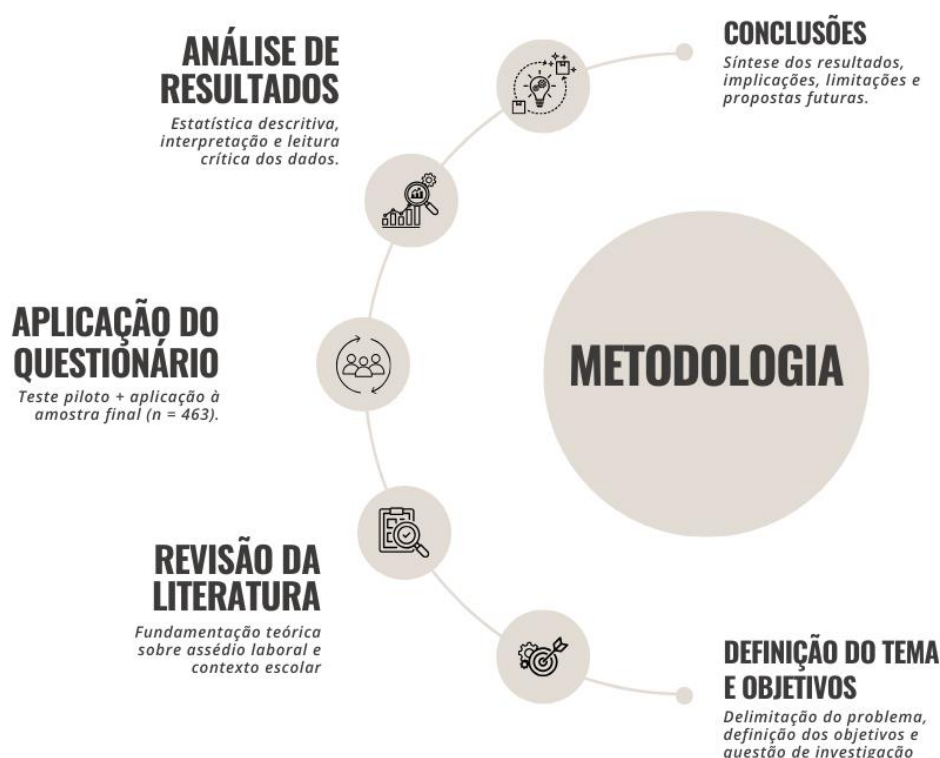 ANÁLISE DE
RESULTADOS
Estatística descritiva,
interpretação e leitura
crítica dos dados.
CONCLUSÕES
Síntese dos resultados,
implicações, limitações e
propostas futuras.
APLICAÇÃO DO
QUESTIONÁRIO
Teste piloto + aplicação à
amostra final (n = 463).
METODOLOGIA
REVISÃO DA
LITERATURA
Fundamentação teórica
sobre assédio laboral e
contexto escolar
DEFINIÇÃO DO TEMA
E OBJETIVOS
Delimitação do problema,
definição dos objetivos e
questão de investigação